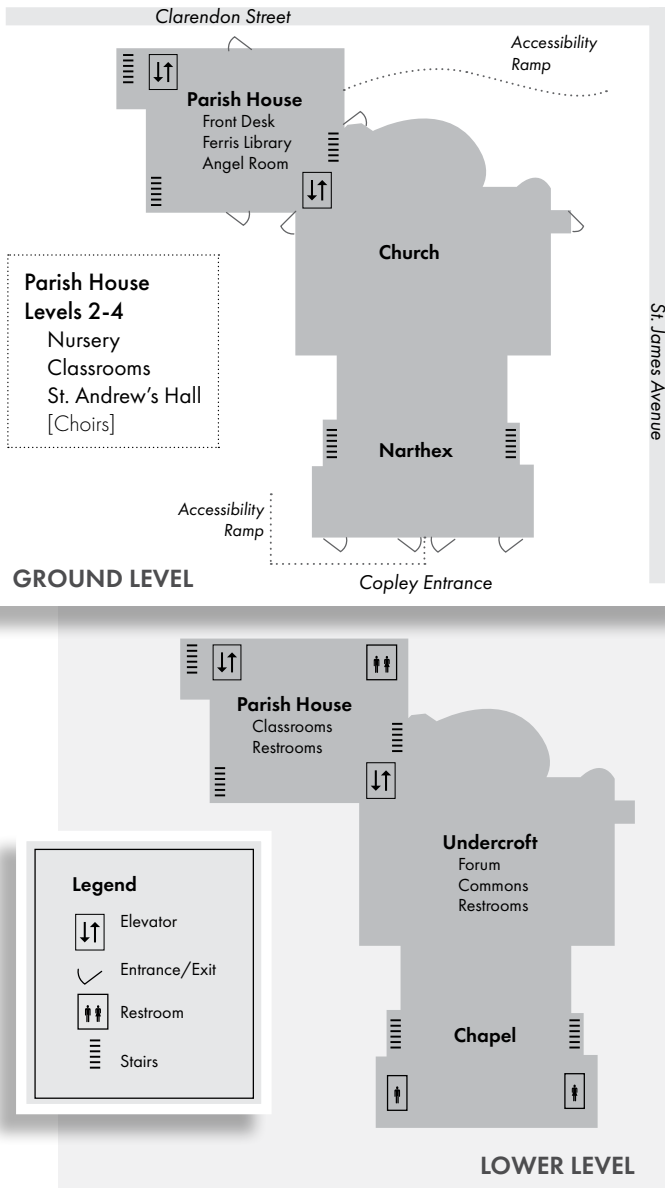 Clarendon Street
Accessibility
Ramp
Parish House
Front Desk
Ferris Library
Angel Room
Church
Parish House
Levels 2-4
Nursery
Classrooms
St. Andrew's Hall
[Choirs]
St. James Avenue
Narthex
Accessibility
Ramp
GROUND LEVEL
Copley Entrance
Parish House
Classrooms
Restrooms
Undercroft
Forum
Commons
Restrooms
Legend
Elevator
Entrance/Exit
Restroom
Stairs
Chapel
LOWER LEVEL